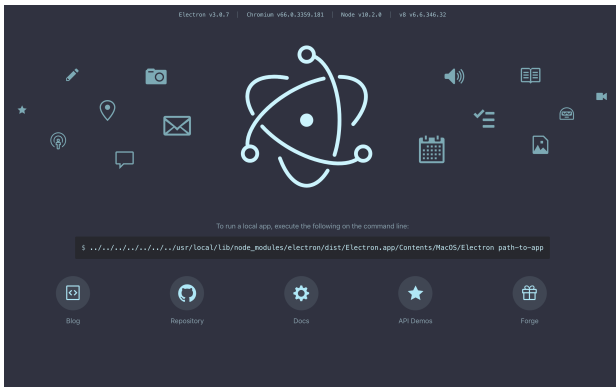 Electron v3.0.7 | Chromium v66.0.3359.181 | Node v10.2.0 | v8 v6.6.346.32
To run a local app, execute the following on the command line:
$ ../../../../../../../usr/local/lib/node_modules/electron/dist/Electron.app/Contents/MacOS/Electron path-to-app
Blog
Repository
Docs
API Demos
Forge